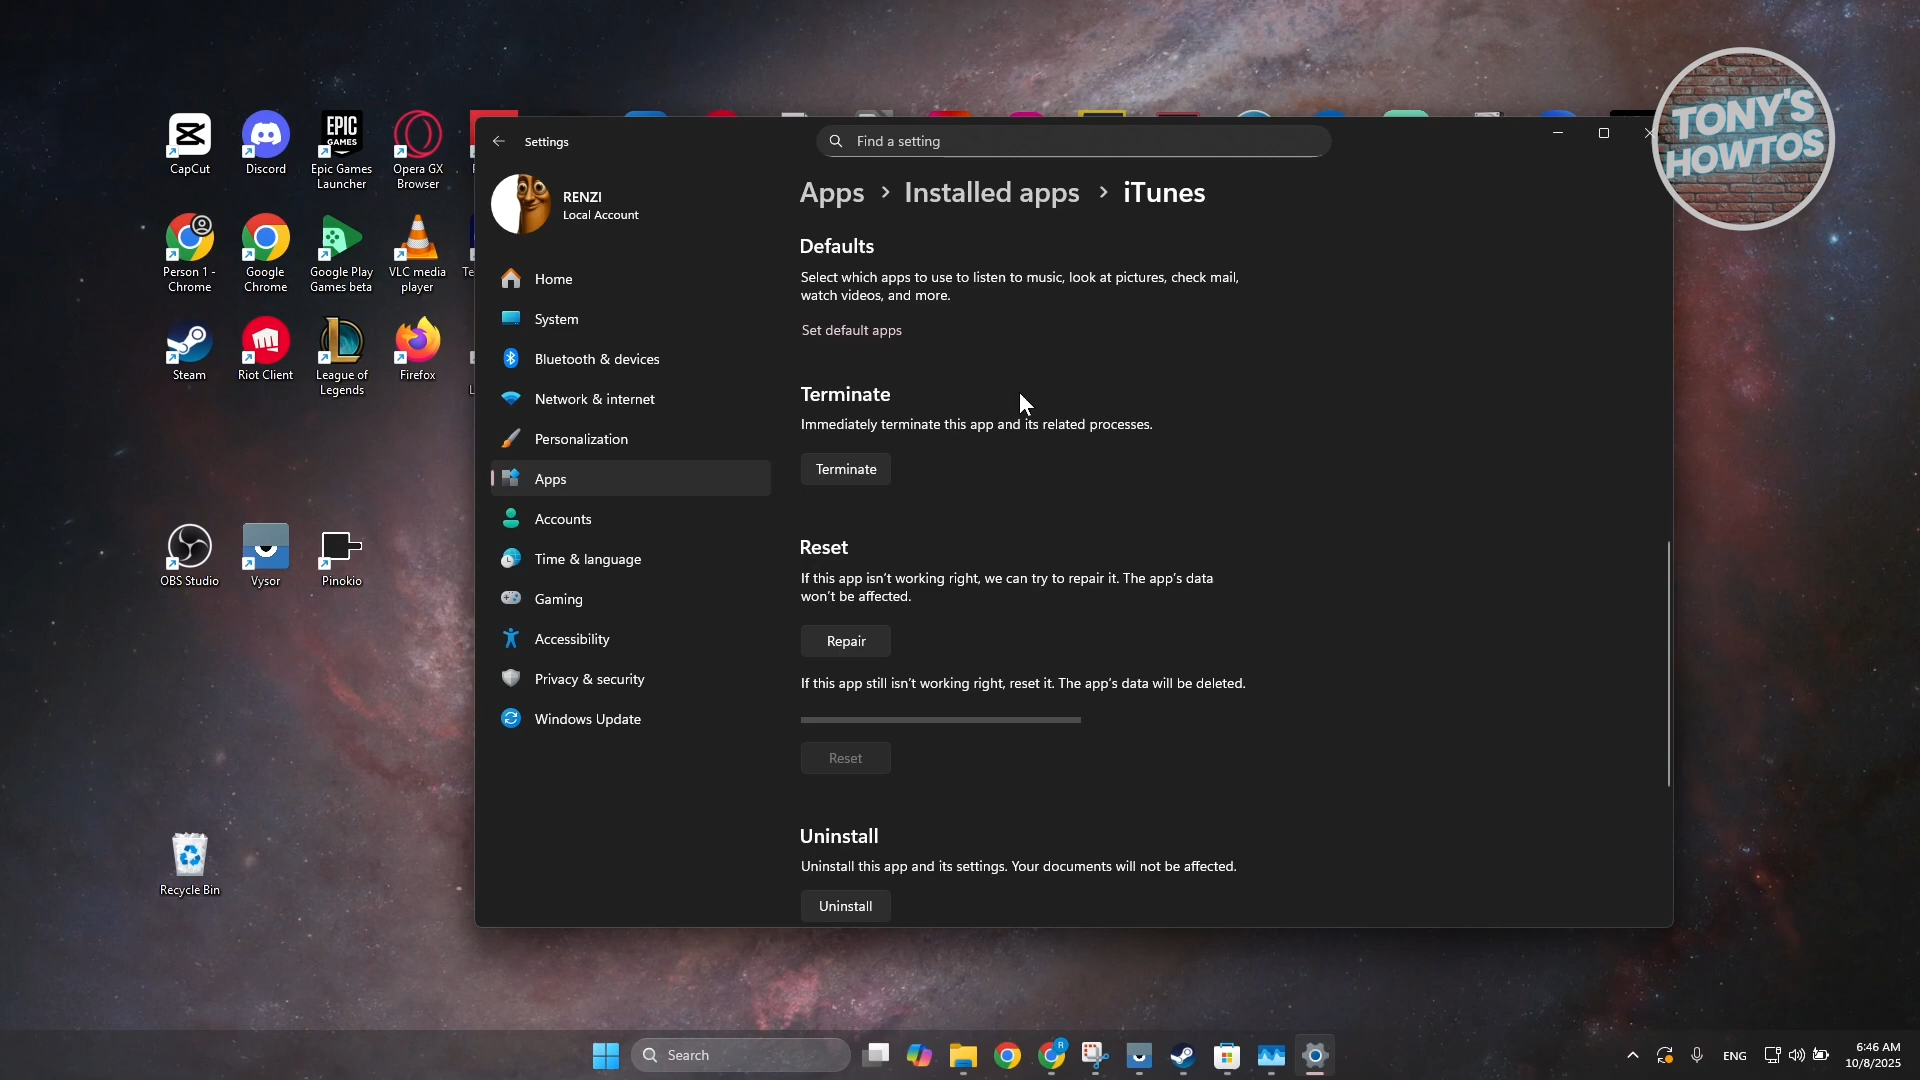 TONY'S
HOWTOS
Settings
Find a setting
RENZI
Local Account
Home
System
Bluetooth & devices
Network & internet
Personalization
Apps
Accounts
Time & language
Gaming
Accessibility
Privacy & security
Windows Update
Apps > Installed apps > iTunes
Defaults
Select which apps to use to listen to music, look at pictures, check mail,
watch videos, and more.
Set default apps
Terminate
Immediately terminate this app and its related processes.
Terminate
Reset
If this app isn't working right, we can try to repair it. The app's data
won't be affected.
Repair
If this app still isn't working right, reset it. The app's data will be deleted.
Reset
Uninstall
Uninstall this app and its settings. Your documents will not be affected.
Uninstall
EPIC
GAMES
CapCut
Discord
Epic Games
Launcher
Opera GX
Browser
Person 1 -
Chrome
Google
Chrome
Google Play
Games beta
VLC media
player
Te
Steam
Riot Client
League of
Legends
Firefox
OBS Studio
Vysor
Pinokio
Recycle Bin
Search
R
ENG
6:46 AM
10/8/2025